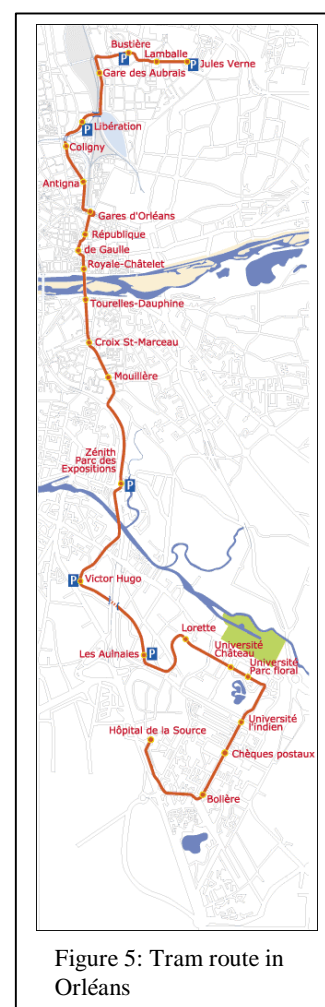 Bustière
Lamballe
P
P Jules Verne
Gare des Aubrais
P Libération
Coligny
Antigna
Gares d'Orléans
République
de Gaulle
Royale-Châtelet
Tourelles-Dauphine
Croix St-Marceau
Mouillère
Zénith
Parc des
Expositions
P
P Victor Hugo
Lorette
Les Aulnaies
P
Université
Château
Université
Parc floral
Université
l'indien
Hôpital de la Source
Chèques postaux
Bolière
Figure 5: Tram route in
Orléans